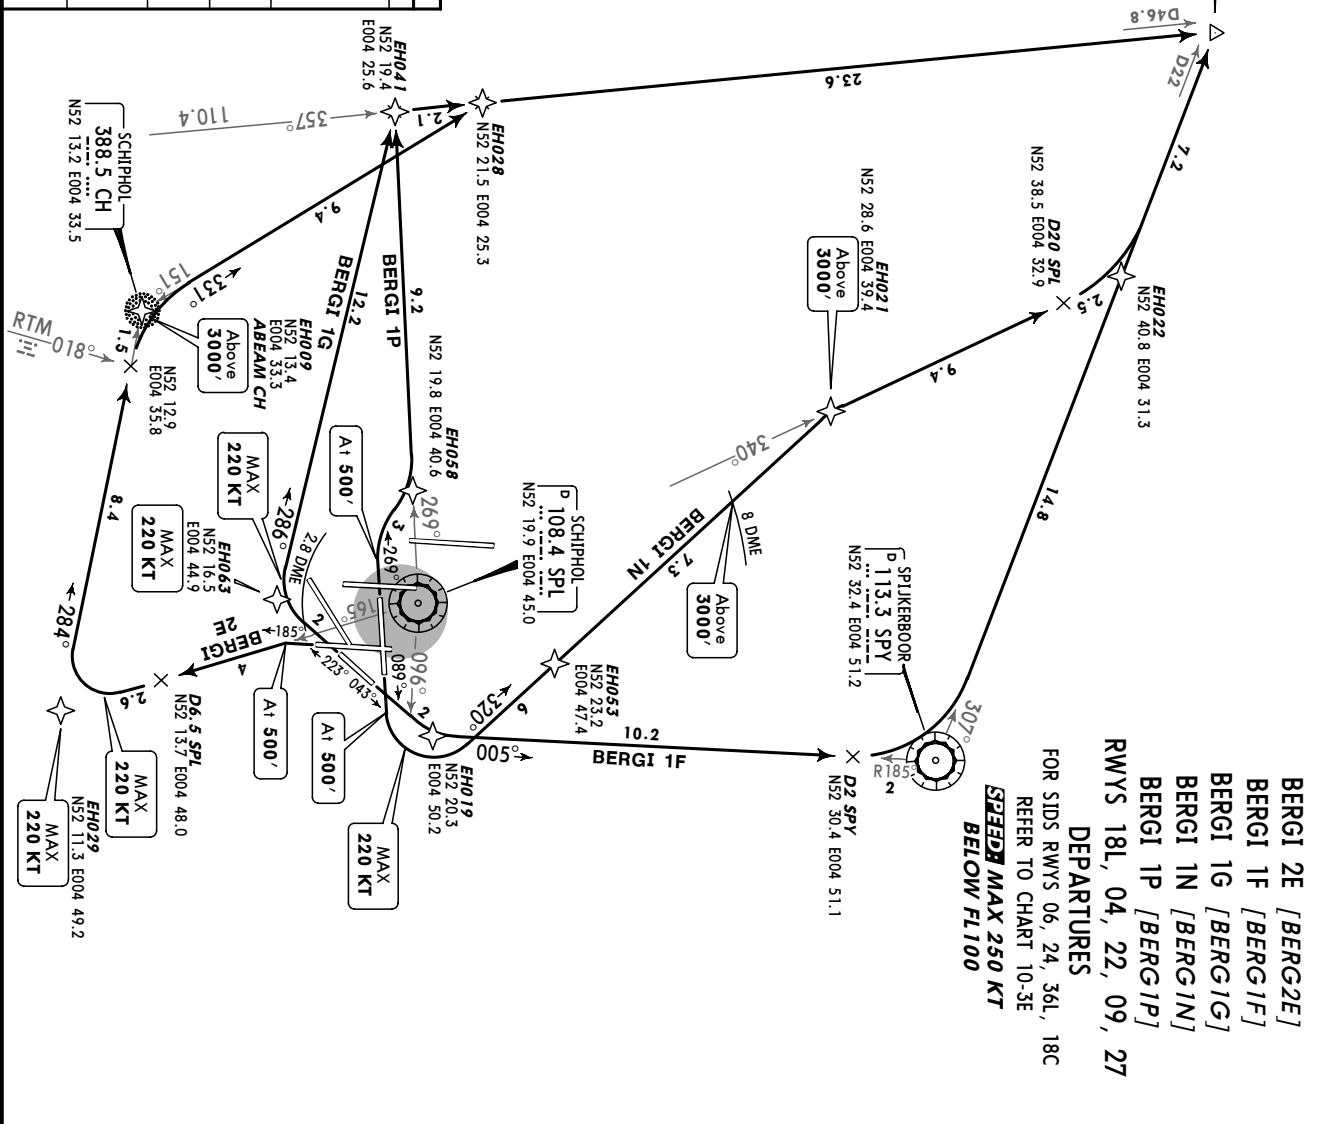 BERGI 2E [BERG2E]
BERGI 1F [BERG1F]
BERGI 1G [BERG1G]
BERGI 1N [BERG1N]
BERGI 1P [BERG1P]
RWYS 18L, 04, 22, 09, 27
DEPARTURES
FOR SIDS RWYS 06, 24, 36L, 18C
REFER TO CHART 10-3E
SPEED: MAX 250 KT
BELOW FL100
D46.8
D22
7.2
EH022
N52 40.8 E004 31.3
D20 SPL
N52 38.5 E004 32.9
2.5
23.6
14.8
9.4
EH021
N52 28.6 E004 39.4
Above
3000'
340°
8 DME
Above
3000'
BERGI 1N
7.3
SPIJKERBOOR
D 113.3 SPY
N52 32.4 E004 51.2
307°
R185°
2
D2 SPY
N52 30.4 E004 51.1
10.2
BERGI 1F
005°
EH053
N52 23.2
E004 47.4
6
320°
EH019
N52 20.3
E004 50.2
MAX
220 KT
2
EH028
N52 21.5 E004 25.3
EH041
N52 19.4
E004 25.6
2.1
357°
110.4
9.4
9.2
BERGI 1P
12.2
BERGI 1G
EH058
N52 19.8 E004 40.6
269°
3
269°
At 500'
SCHIPHOL
D 108.4 SPL
N52 19.9 E004 45.0
096°
089°
165°
At 500'
043°
223°
2
2.8 DME
286°
MAX
220 KT
EH063
N52 16.5
E004 44.9
MAX
220 KT
185°
At 500'
BERGI
2E
4
D6.5 SPL
N52 13.7 E004 48.0
2.6
MAX
220 KT
EH029
N52 11.3 E004 49.2
MAX
220 KT
284°
8.4
N52 12.9
E004 35.8
1.5
RTM
018°
SCHIPHOL
388.5 CH
N52 13.2 E004 33.5
151°
331°
Above
3000'
EH009
N52 13.4
E004 33.3
ABEAM CH